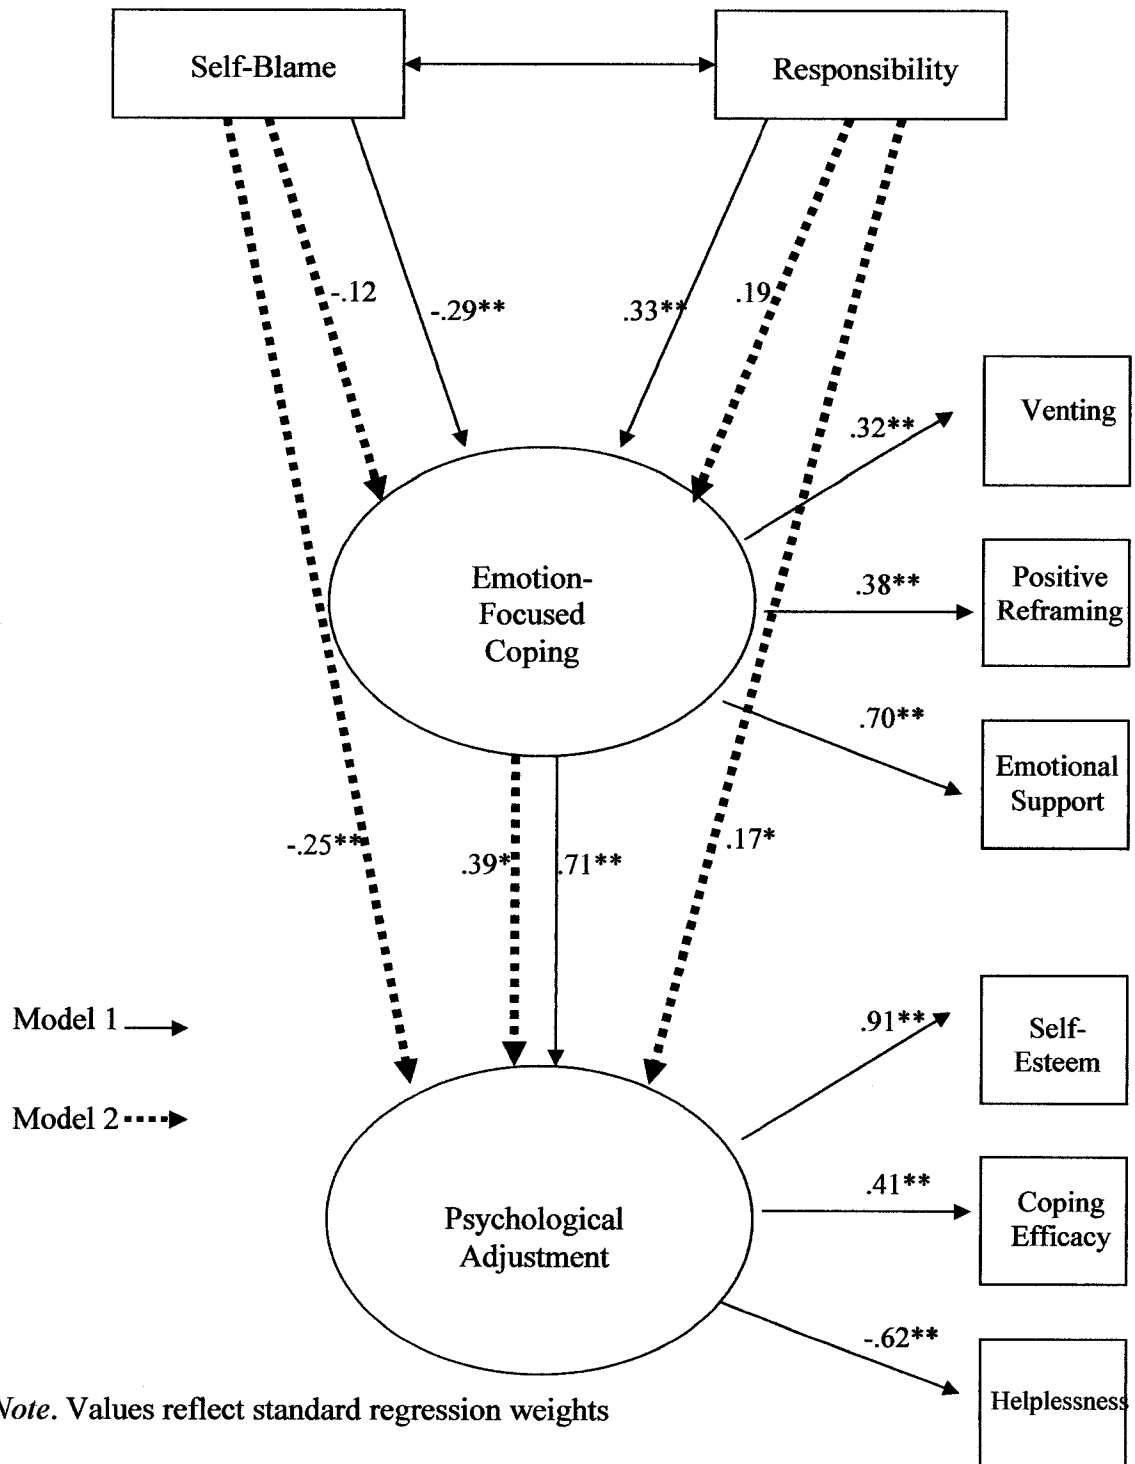 Self-Blame
Responsibility
-.12
-.29**
.33**
.19
Venting
.32**
Emotion-
Focused
Coping
.38**
Positive
Reframing
.70**
Emotional
Support
-.25**
.39*
.71**
.17*
Model 1
Model 2
.91**
Self-
Esteem
Psychological
Adjustment
.41**
Coping
Efficacy
-.62**
Helplessness
Note. Values reflect standard regression weights